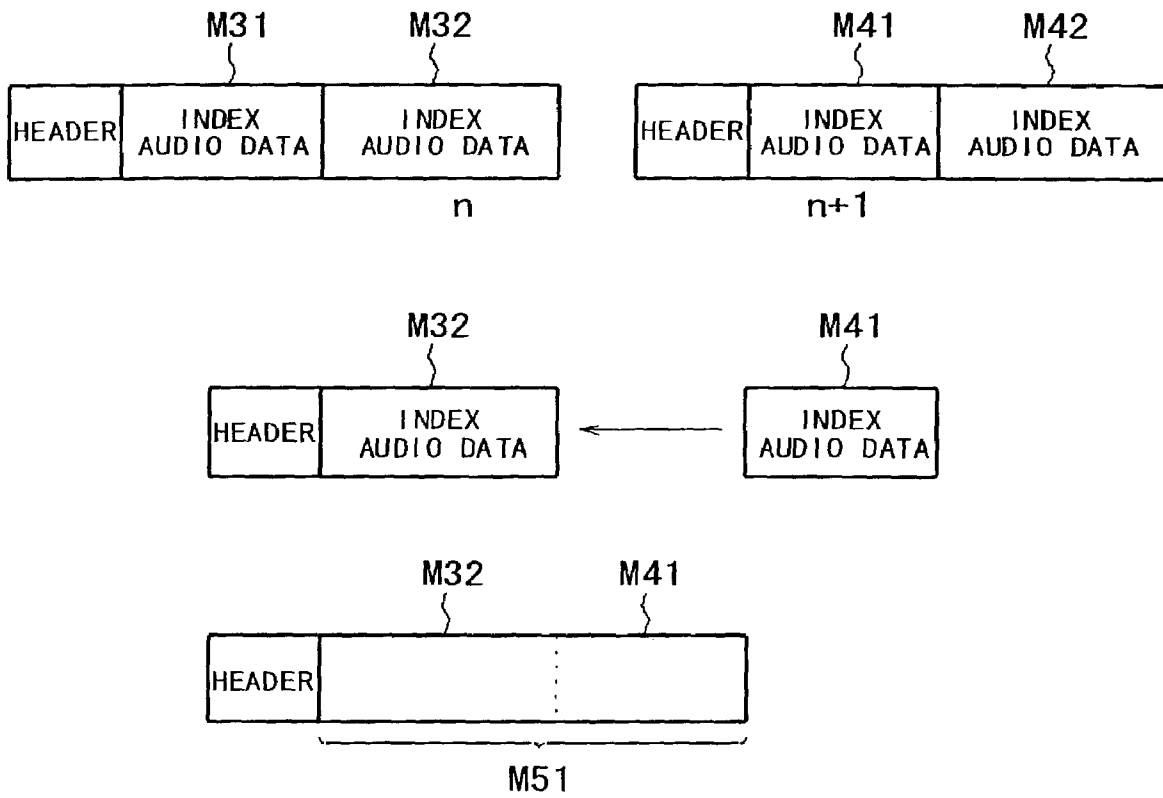 M31 M32 M41 M42
HEADER INDEX AUDIO DATA INDEX AUDIO DATA HEADER INDEX AUDIO DATA INDEX AUDIO DATA
n n+1
M32 M41
HEADER INDEX AUDIO DATA INDEX AUDIO DATA
M32 M41
HEADER
M51